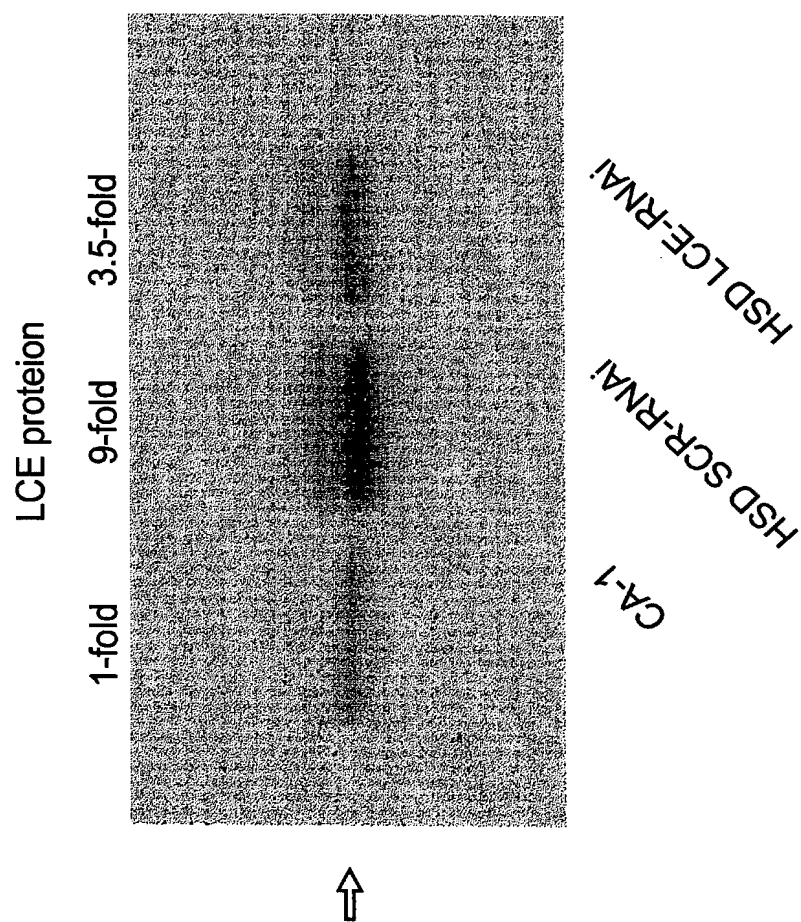 LCE proteion
1-fold 9-fold 3.5-fold
CA-1
HSD SCR-RNAi
HSD LCE-RNAi